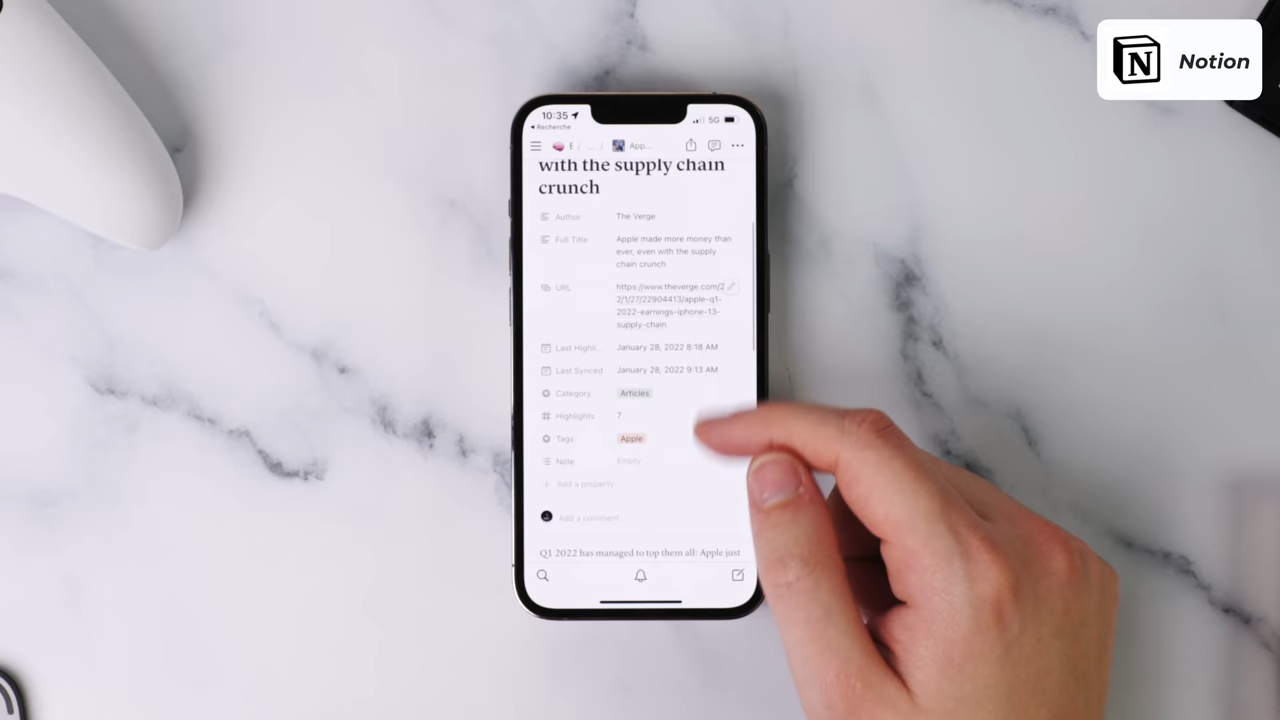 N Notion
10:35
5G
Recherche
E / ... / App...
with the supply chain
crunch
Author The Verge
Full Title Apple made more money than
ever, even with the supply
chain crunch
URL https://www.theverge.com/2
2/1/27/22904413/apple-q1-
2022-earnings-iphone-13-
supply-chain
Last Highli... January 28, 2022 8:18 AM
Last Synced January 28, 2022 9:13 AM
Category Articles
Highlights 7
Tags Apple
Note Empty
Add a property
Add a comment...
Q1 2022 has managed to top them all: Apple just